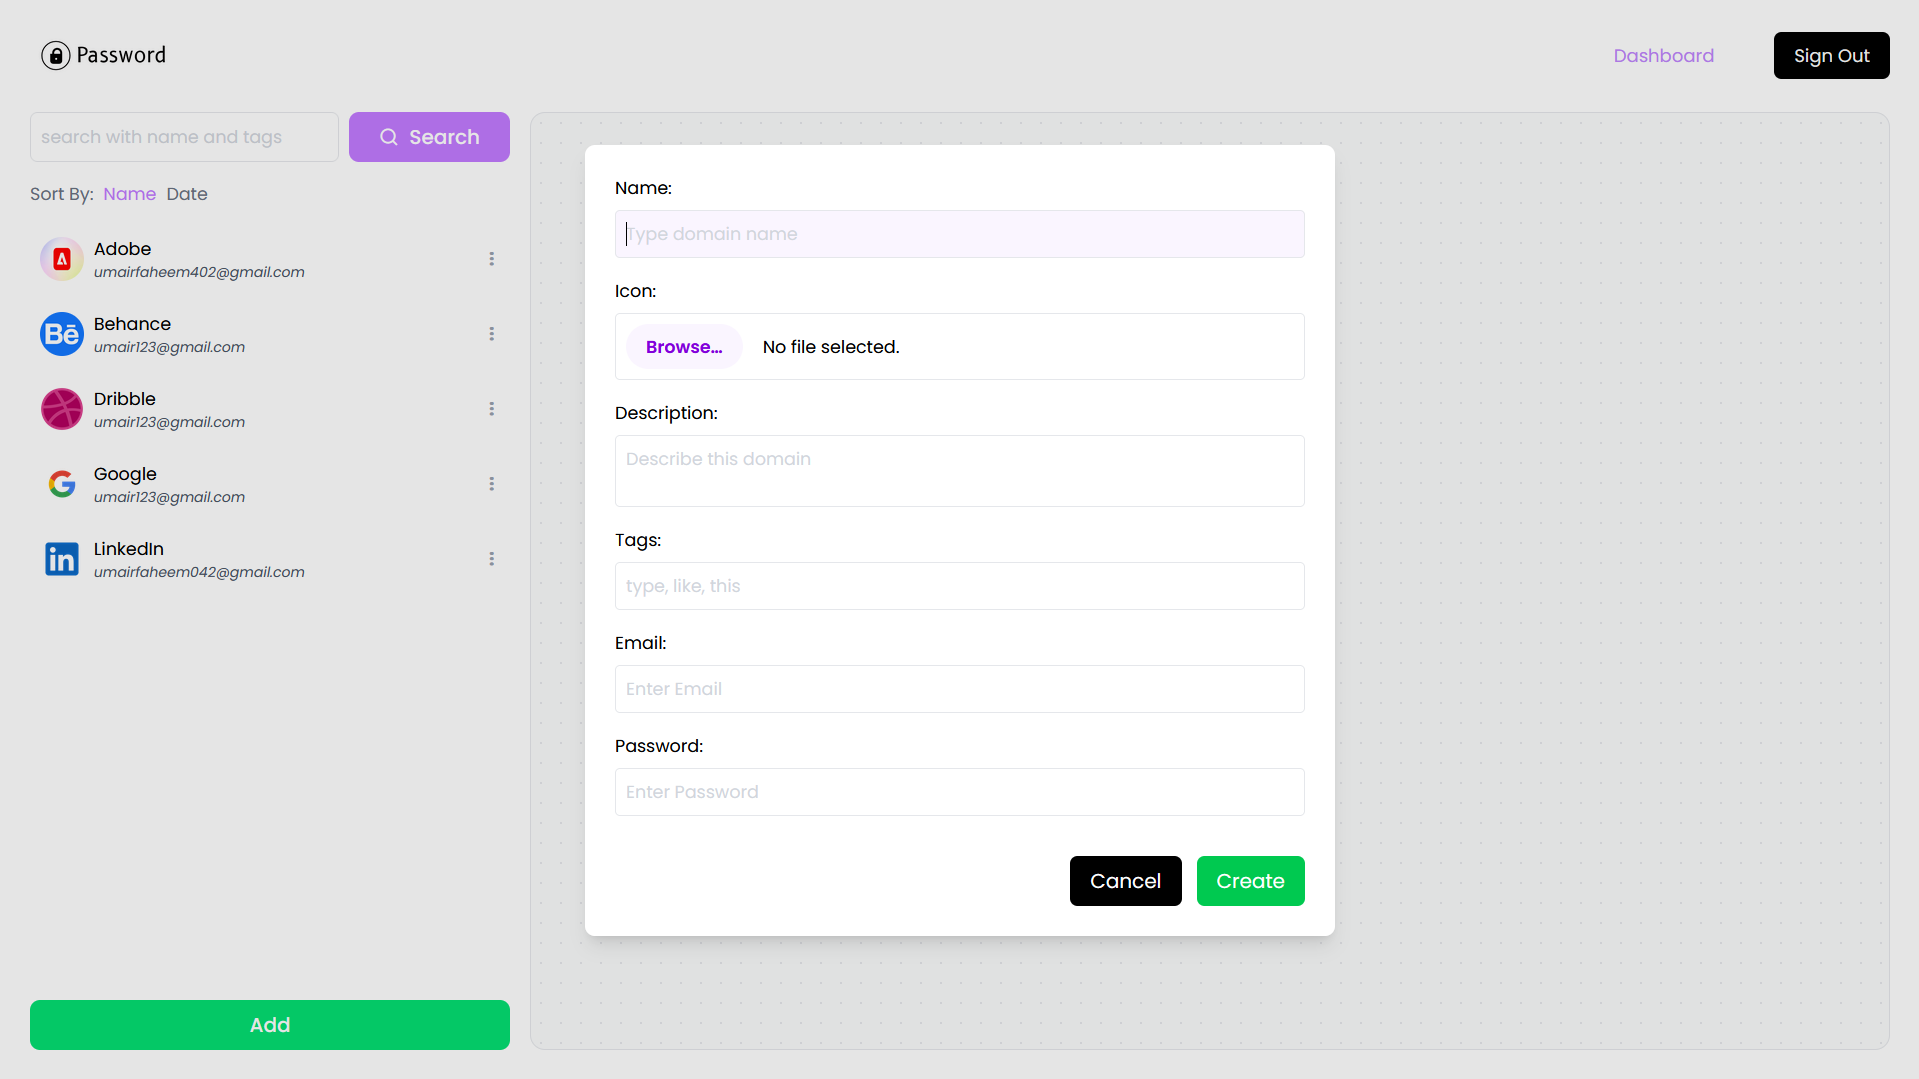 Password
Dashboard
Sign Out
search with name and tags
Search
Sort By: Name Date
Adobe
umairfaheem402@gmail.com
Behance
umair123@gmail.com
Dribble
umair123@gmail.com
Google
umair123@gmail.com
LinkedIn
umairfaheem042@gmail.com
Add
Name:
Type domain name
Icon:
Browse... No file selected.
Description:
Describe this domain
Tags:
type, like, this
Email:
Enter Email
Password:
Enter Password
Cancel
Create